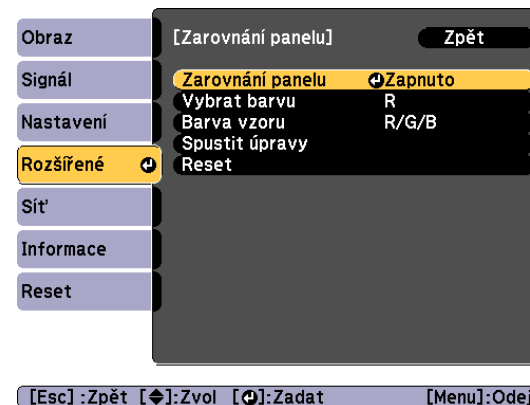 Obraz
Signál
Nastavení
Rozšířené
Síť
Informace
Reset
[Zarovnání panelu] Zpět
Zarovnání panelu Zapnuto
Vybrat barvu R
Barva vzoru R/G/B
Spustit úpravy
Reset
[Esc] :Zpět [ ]:Zvol [ ]:Zadat [Menu]:Odej